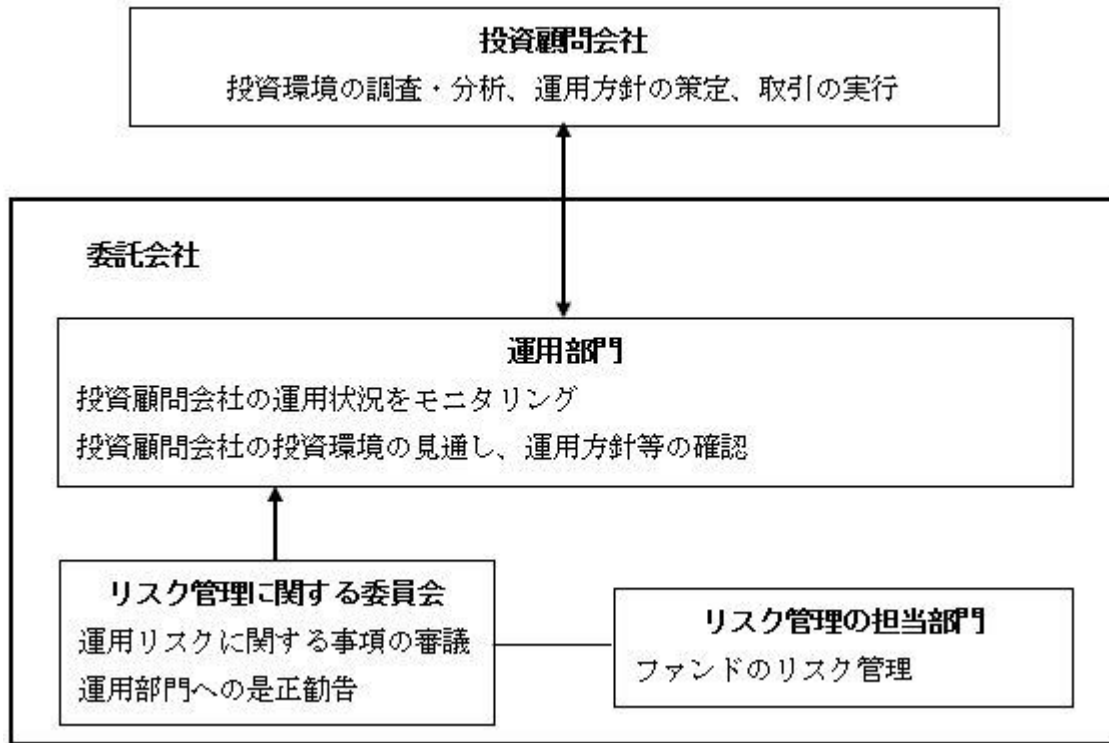 投資顧問会社
投資環境の調査・分析、運用方針の策定、取引の実行
委託会社
運用部門
投資顧問会社の運用状況をモニタリング
投資顧問会社の投資環境の見通し、運用方針等の確認
リスク管理に関する委員会
運用リスクに関する事項の審議
運用部門への是正勧告
リスク管理の担当部門
ファンドのリスク管理